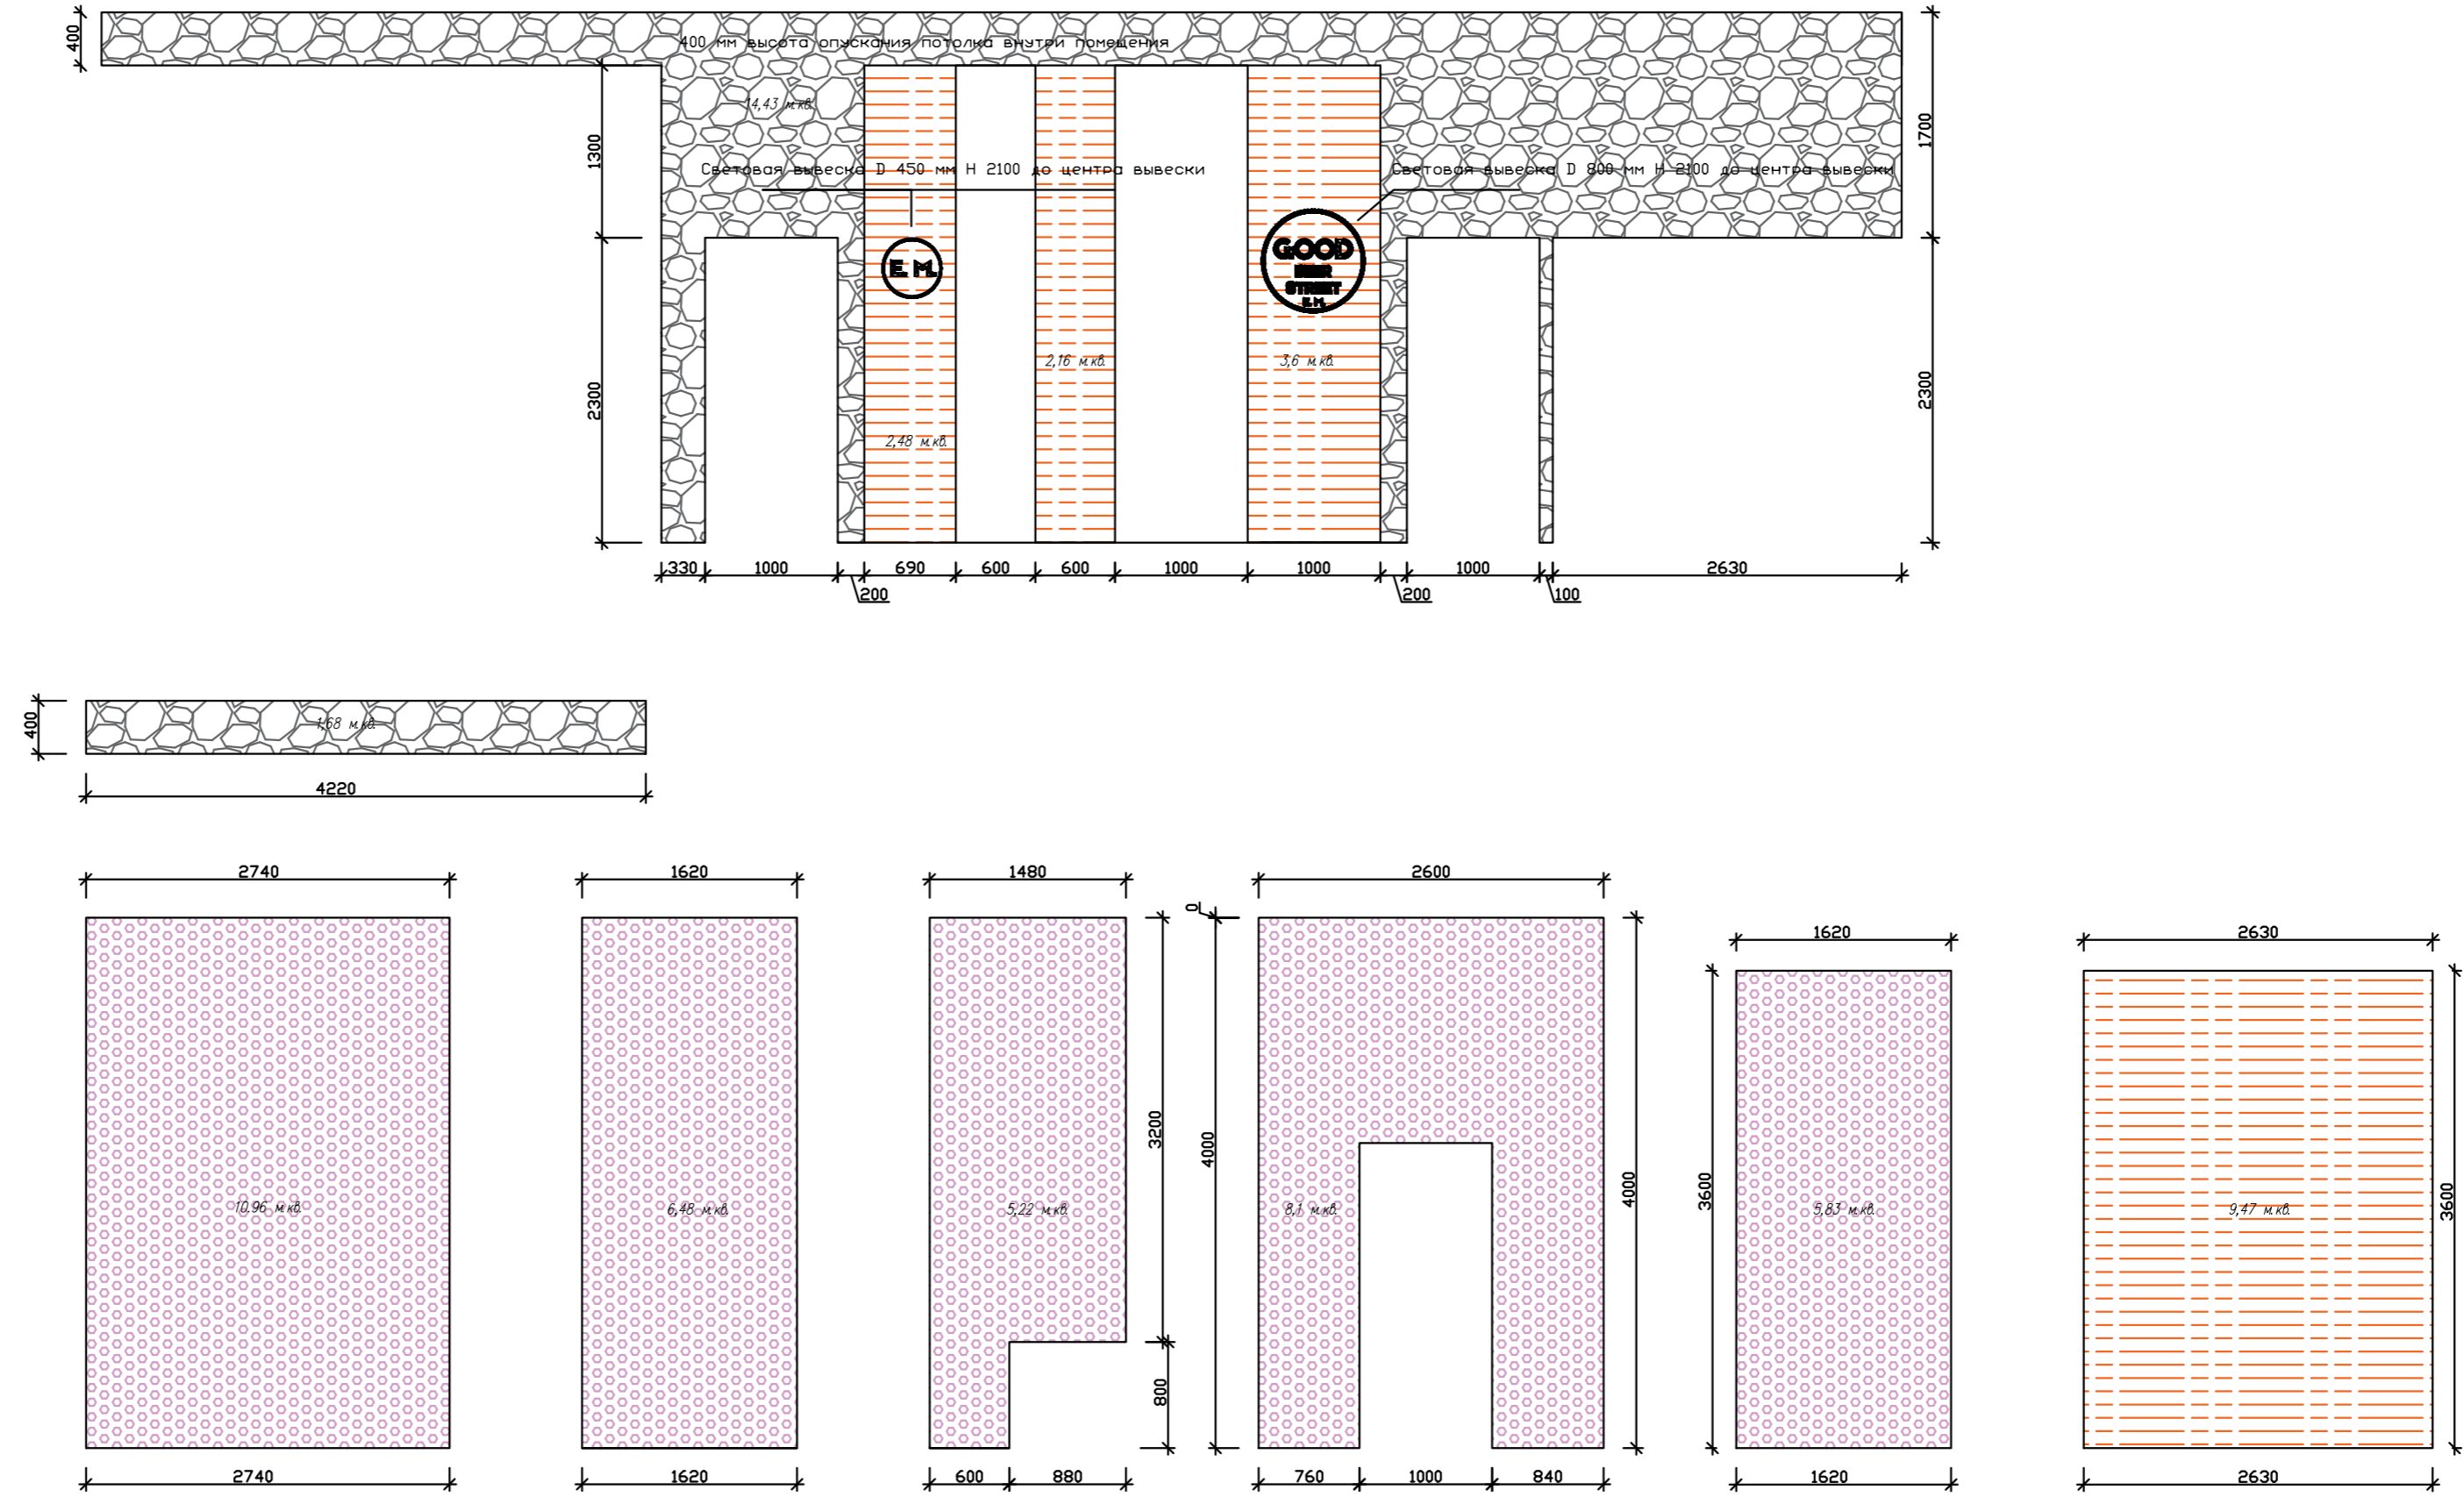 400
400 мм высота опускания потолка внутри помещения
14,43 м.кв.
1300
1700
Световая вывеска D 450 мм H 2100 до центра вывески
Световая вывеска D 800 мм H 2100 до центра вывески
E. M.
GOOD
BEER
STREET
E.M.
2300
2,16 м.кв.
3,6 м.кв.
2300
2,48 м.кв.
330 1000 690 600 600 1000 1000 1000 2630
200 200 100
400
1,68 м.кв.
4220
2740 1620 1480 2600
0
1620 2630
3200
4000
4000
3600
3600
10.96 м.кв. 6,48 м.кв. 5,22 м.кв. 8,1 м.кв. 5,83 м.кв. 9,47 м.кв.
800
2740 1620 600 880 760 1000 840 1620 2630